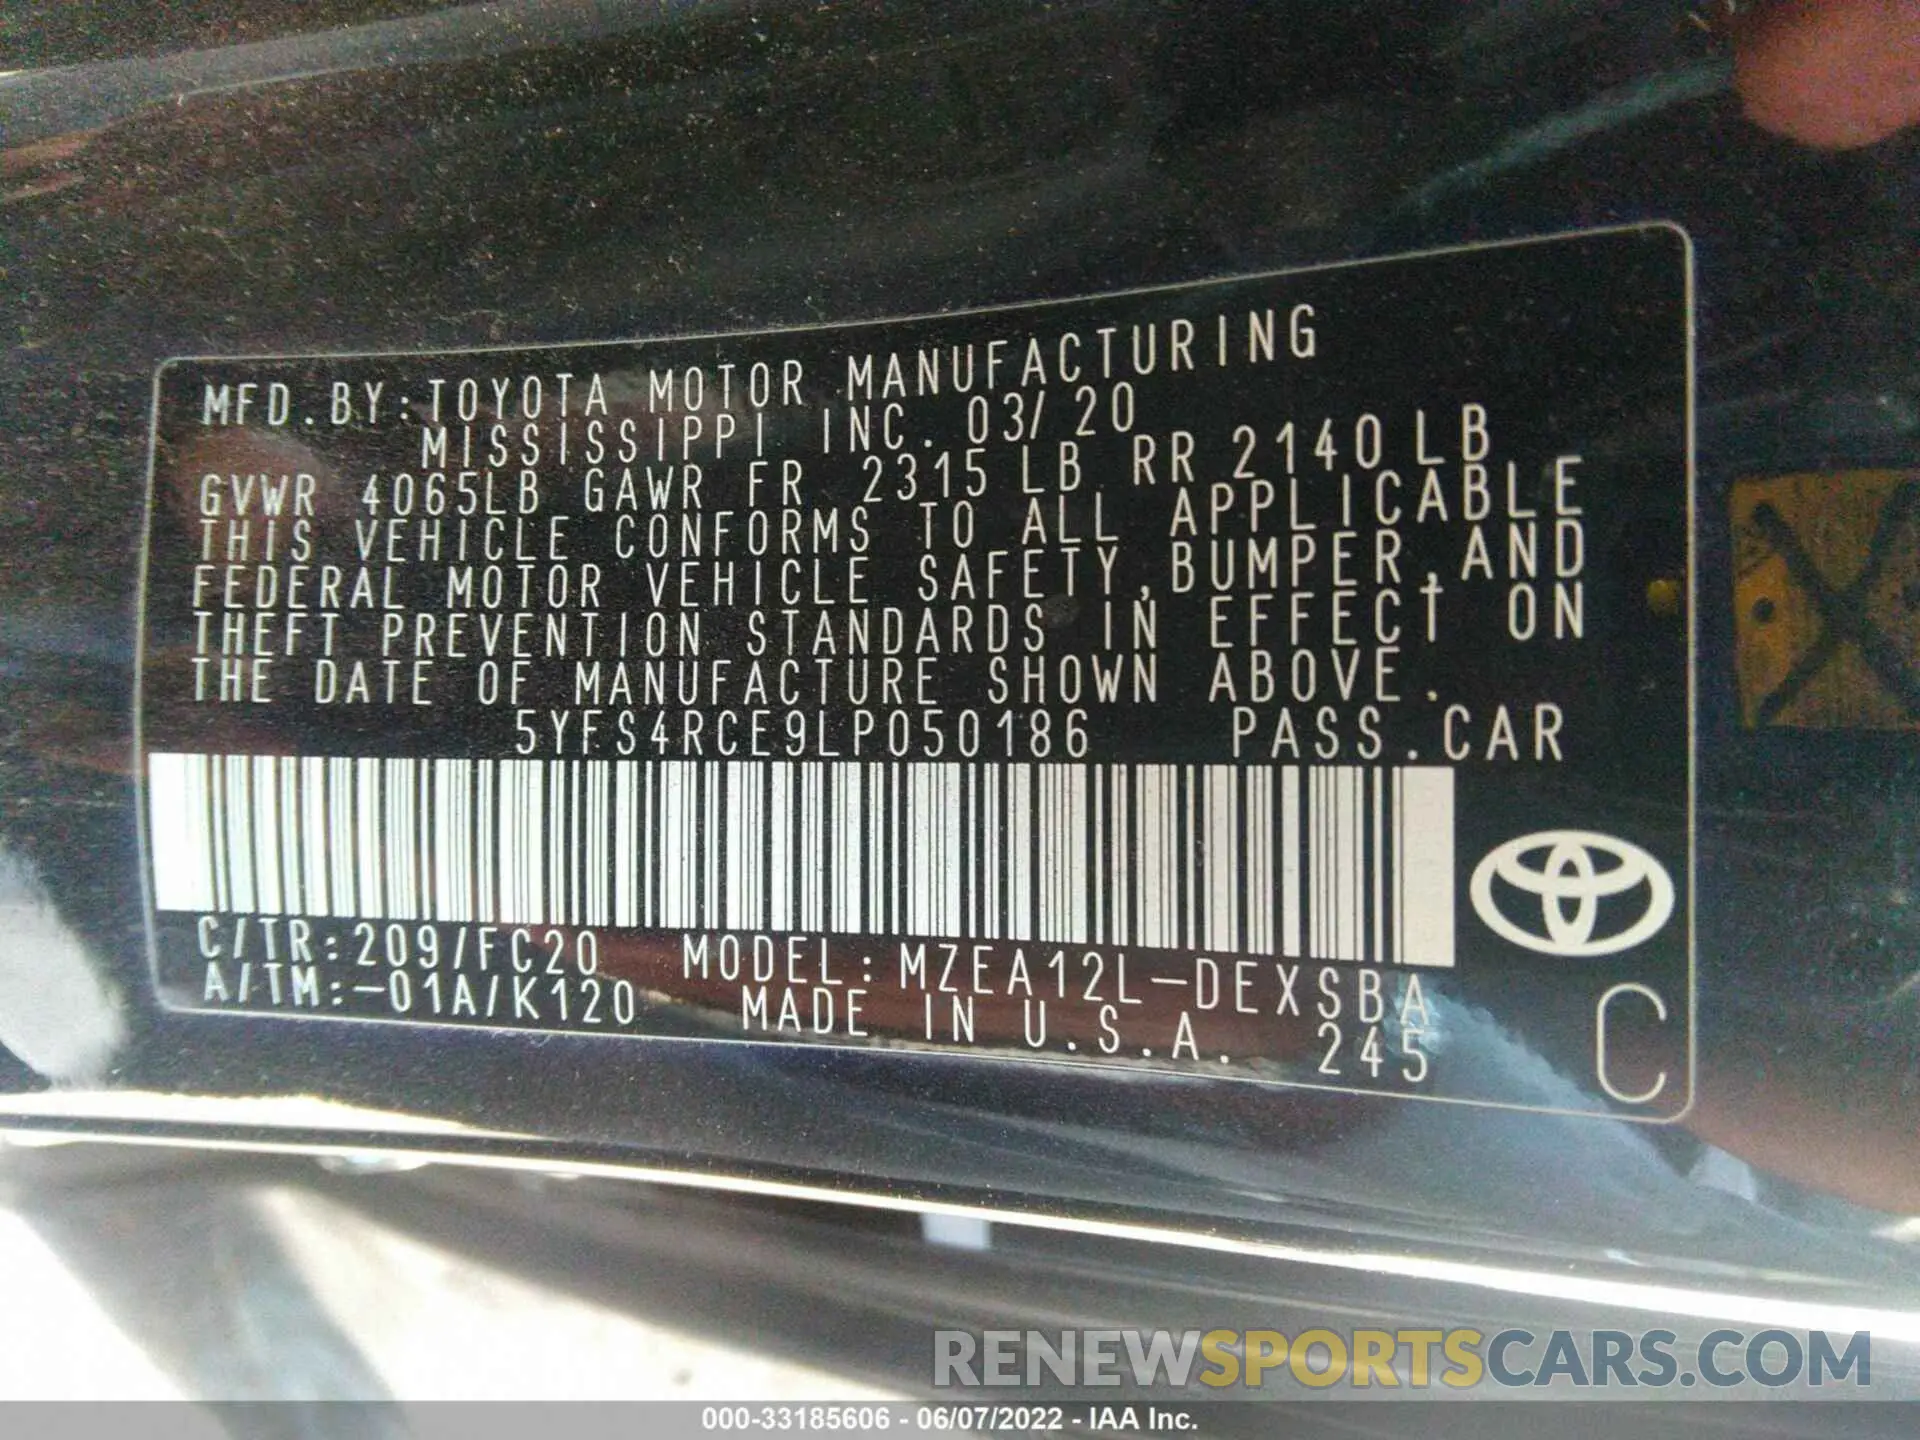 MFD.BY:TOYOTA MOTOR MANUFACTURING
MISSISSIPPI INC. 03/20
GVWR 4065LB GAWR FR 2315LB RR 2140LB
THIS VEHICLE CONFORMS TO ALL APPLICABLE
FEDERAL MOTOR VEHICLE SAFETY,BUMPER,AND
THEFT PREVENTION STANDARDS IN EFFECT ON
THE DATE OF MANUFACTURE SHOWN ABOVE.
5YFS4RCE9LP050186 PASS.CAR
C/TR:209/FC20 MODEL:MZEA12L-DEXSBA
A/TM:-01A/K120 MADE IN U.S.A. 245
C
RENEWSPORTSCARS.COM
000-33185606 - 06/07/2022 - IAA Inc.